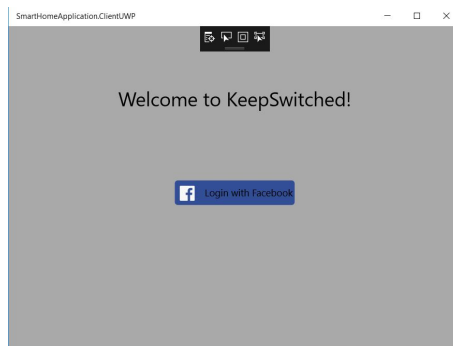 SmartHomeApplication.ClientUWP
Welcome to KeepSwitched!
Login with Facebook